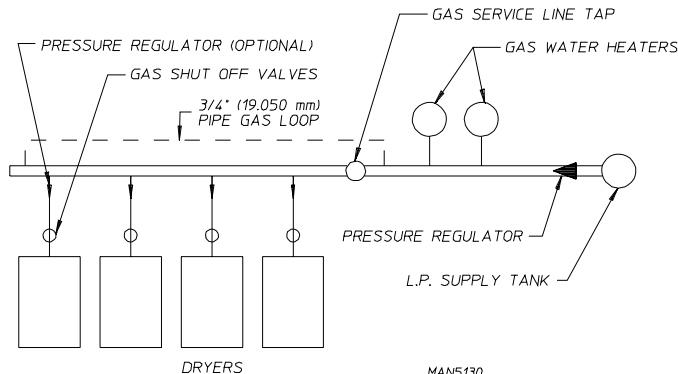 GAS SERVICE LINE TAP
PRESSURE REGULATOR (OPTIONAL)
GAS WATER HEATERS
GAS SHUT OFF VALVES
3/4" (19.050 mm)
PIPE GAS LOOP
PRESSURE REGULATOR
L.P. SUPPLY TANK
DRYERS
MAN5130